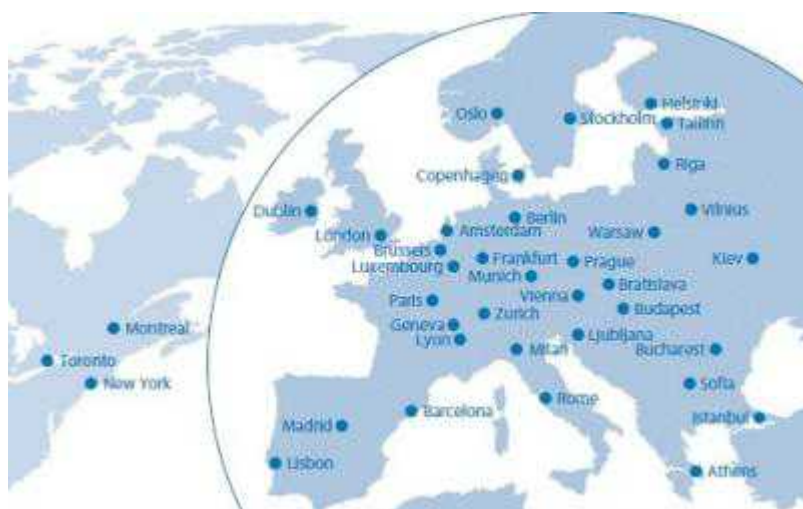 Helsinki
Oslo
Stockholm
Tallinn
Riga
Copenhagen
Dublin
Berlin
Vilnius
London
Amsterdam
Warsaw
Brussels
Luxembourg
Frankfurt
Prague
Kiev
Munich
Bratislava
Paris
Vienna
Budapest
Zurich
Geneva
Lyon
Ljubljana
Montreal
Milan
Bucharest
Toronto
New York
Sofia
Rome
Barcelona
Istanbul
Madrid
Lisbon
Athens